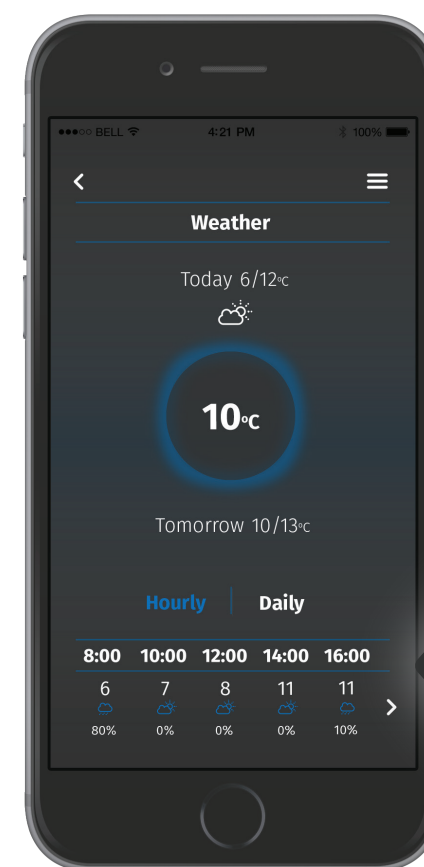 BELL 4:21 PM 100%
Weather
Today 6/12°C
10°C
Tomorrow 10/13°C
Hourly Daily
8:00 10:00 12:00 14:00 16:00
6 7 8 11 11
80% 0% 0% 0% 10%